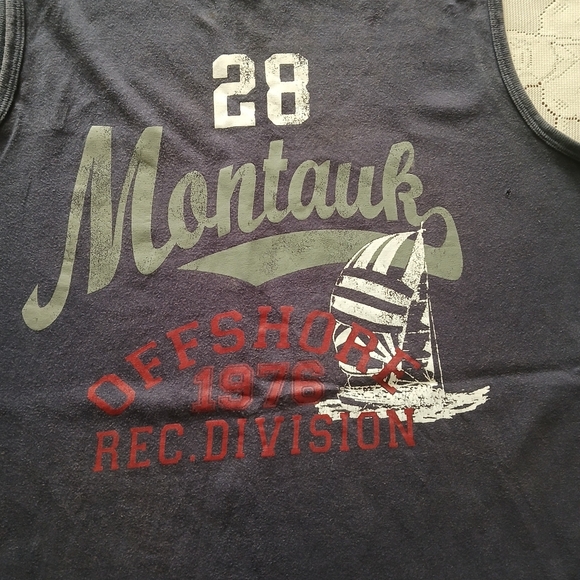 28
Montauk
OFFSHORE
1976
REC.DIVISION